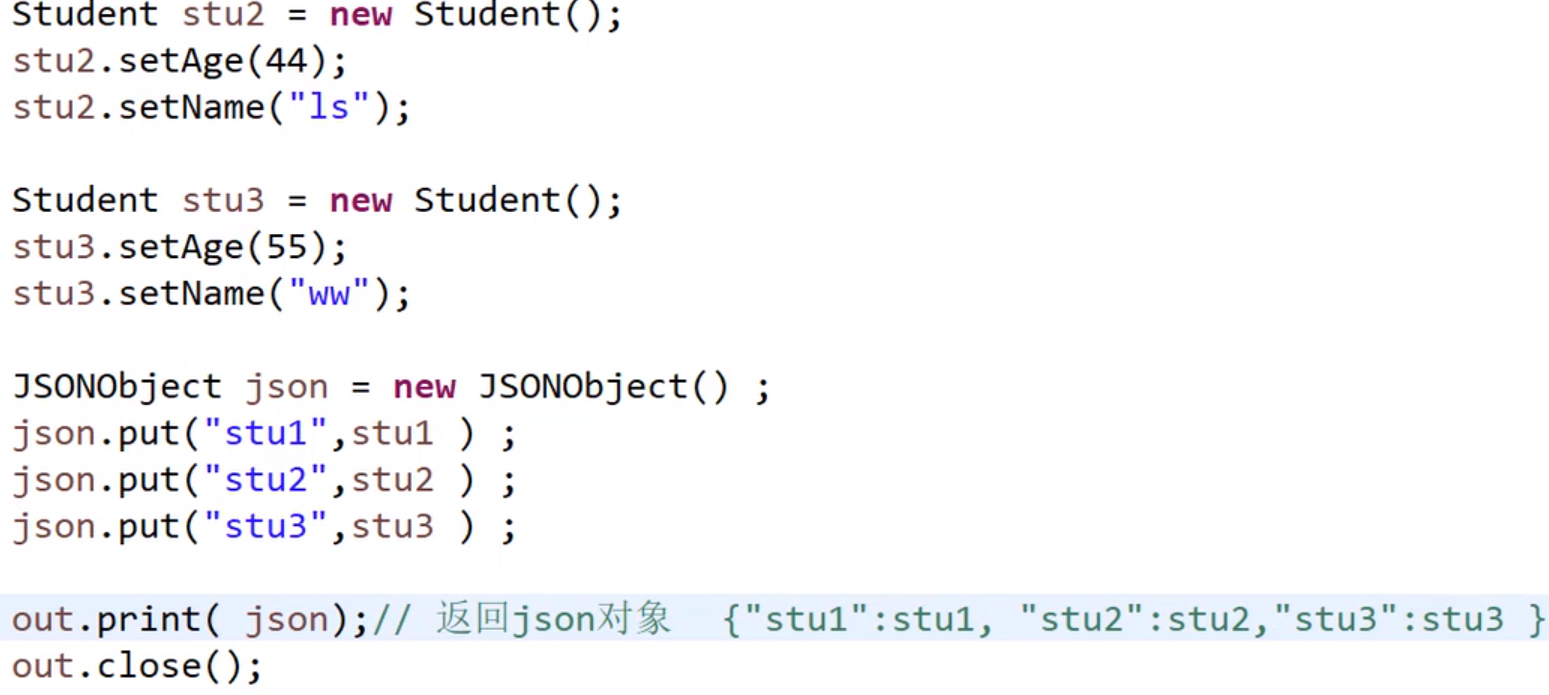 Student stu2 = new Student();
stu2.setAge(44);
stu2.setName("ls");
Student stu3 = new Student();
stu3.setAge(55);
stu3.setName("ww");
JSONObject json = new JSONObject() ;
json.put("stu1",stu1 ) ;
json.put("stu2",stu2 ) ;
json.put("stu3",stu3 ) ;
out.print( json);// 返回json对象  {"stu1":stu1, "stu2":stu2,"stu3":stu3 }
out.close();